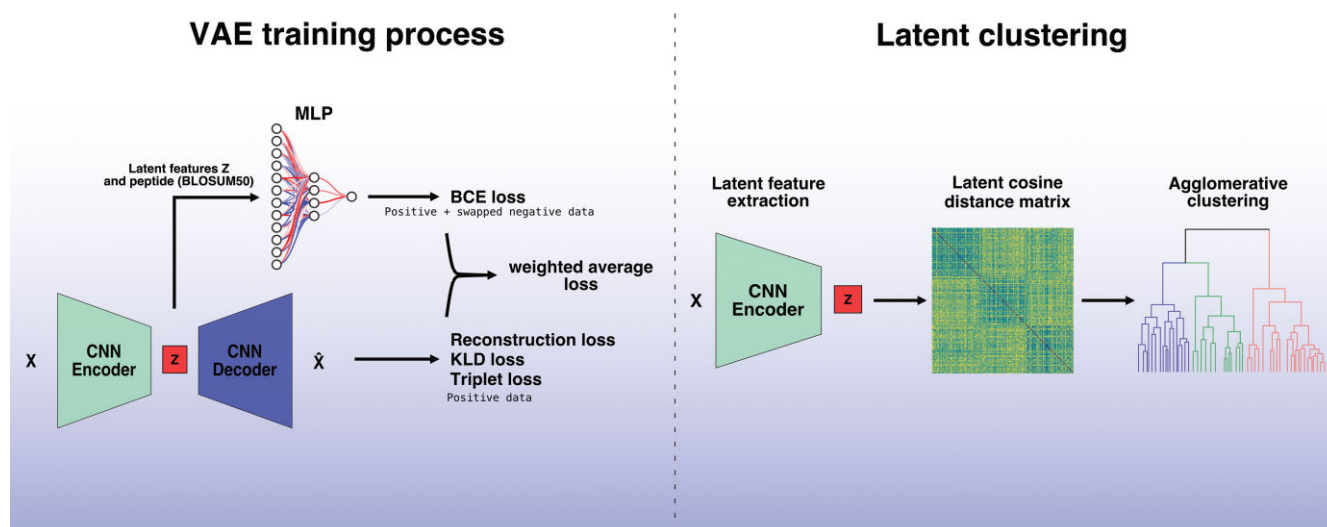 VAE training process
MLP
Latent features Z
and peptide (BLOSUM50)
BCE loss
Positive + swapped negative data
weighted average
loss
X
CNN
Encoder
Z
CNN
Decoder
X̂
Reconstruction loss
KLD loss
Triplet loss
Positive data
Latent clustering
Latent feature
extraction
X
CNN
Encoder
Z
Latent cosine
distance matrix
Agglomerative
clustering